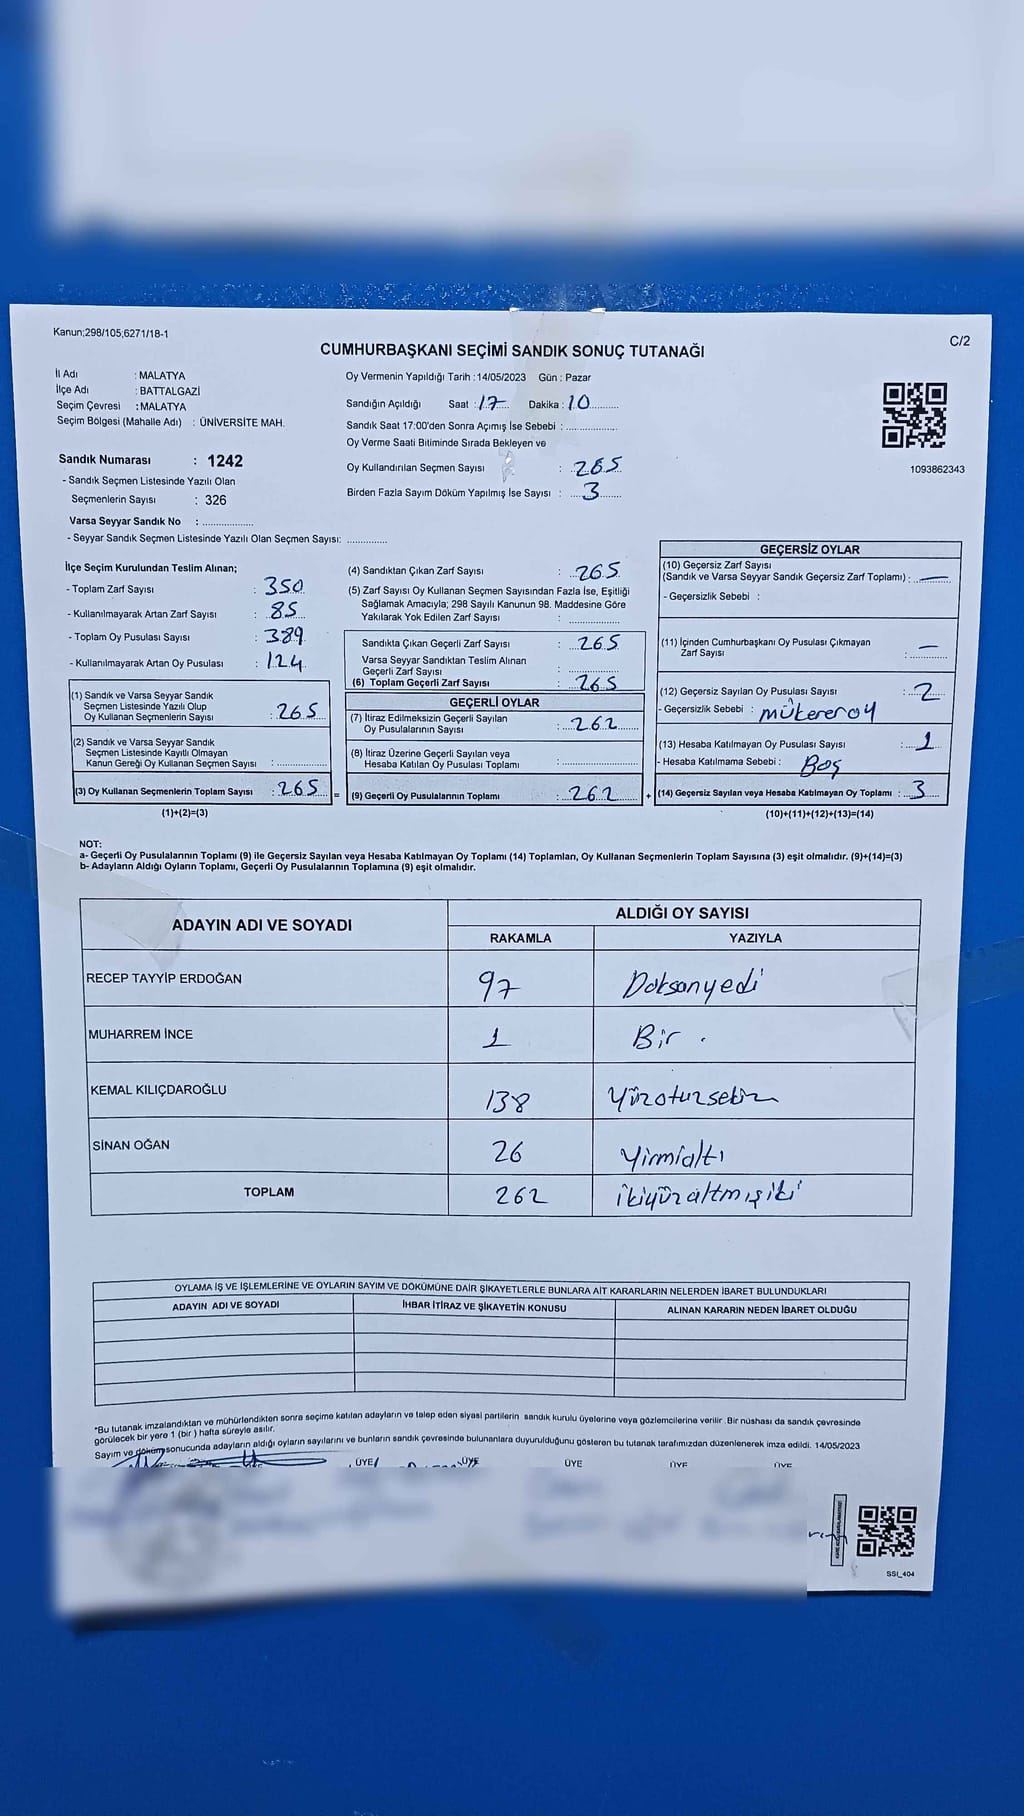 Kanun;298/105,6271/18-1
C/2
CUMHURBAŞKANI SEÇİMİ SANDIK SONUÇ TUTANAĞI
İl Adı : MALATYA
İlçe Adı : BATTALGAZİ
Seçim Çevresi : MALATYA
Seçim Bölgesi (Mahalle Adı) : ÜNİVERSİTE MAH.
Sandık Numarası : 1242
- Sandık Seçmen Listesinde Yazılı Olan
Seçmenlerin Sayısı : 326
Varsa Seyyar Sandık No : ..................
- Seyyar Sandık Seçmen Listesinde Yazılı Olan Seçmen Sayısı: ..............
Oy Vermenin Yapıldığı Tarih : 14/05/2023 Gün : Pazar
Sandığın Açıldığı Saat : 17 Dakika : 10
Sandık Saat 17:00'den Sonra Açımış İse Sebebi : ..................
Oy Verme Saati Bitiminde Sırada Bekleyen ve
Oy Kullandırılan Seçmen Sayısı : 265
Birden Fazla Sayım Döküm Yapılmış İse Sayısı : 3
1093862343
İlçe Seçim Kurulundan Teslim Alınan;
- Toplam Zarf Sayısı : 350
- Kullanılmayarak Artan Zarf Sayısı : 85
- Toplam Oy Pusulası Sayısı : 389
- Kullanılmayarak Artan Oy Pusulası : 124
(1) Sandık ve Varsa Seyyar Sandık
Seçmen Listesinde Yazılı Olup
Oy Kullanan Seçmenlerin Sayısı : 265
(2) Sandık ve Varsa Seyyar Sandık
Seçmen Listesinde Kayıtlı Olmayan
Kanun Gereği Oy Kullanan Seçmen Sayısı : ..................
(3) Oy Kullanan Seçmenlerin Toplam Sayısı : 265 =
(1)+(2)=(3)
(4) Sandıktan Çıkan Zarf Sayısı : 265
(5) Zarf Sayısı Oy Kullanan Seçmen Sayısından Fazla İse, Eşitliği
Sağlamak Amacıyla; 298 Sayılı Kanunun 98. Maddesine Göre
Yakılarak Yok Edilen Zarf Sayısı : ..................
Sandıkta Çıkan Geçerli Zarf Sayısı : 265
Varsa Seyyar Sandıktan Teslim Alınan
Geçerli Zarf Sayısı : ..................
(6) Toplam Geçerli Zarf Sayısı : 265
GEÇERLİ OYLAR
(7) İtiraz Edilmeksizin Geçerli Sayılan
Oy Pusulalarının Sayısı : 262
(8) İtiraz Üzerine Geçerli Sayılan veya
Hesaba Katılan Oy Pusulası Toplamı : ..................
(9) Geçerli Oy Pusulalarının Toplamı : 262 +
GEÇERSİZ OYLAR
(10) Geçersiz Zarf Sayısı
(Sandık ve Varsa Seyyar Sandık Geçersiz Zarf Toplamı) : —
- Geçersizlik Sebebi :
(11) İçinden Cumhurbaşkanı Oy Pusulası Çıkmayan
Zarf Sayısı : —
(12) Geçersiz Sayılan Oy Pusulası Sayısı : 2
- Geçersizlik Sebebi : mükerer oy
(13) Hesaba Katılmayan Oy Pusulası Sayısı : 1
- Hesaba Katılmama Sebebi : Boş
(14) Geçersiz Sayılan veya Hesaba Katılmayan Oy Toplamı : 3
(10)+(11)+(12)+(13)=(14)
NOT:
a- Geçerli Oy Pusulalarının Toplamı (9) ile Geçersiz Sayılan veya Hesaba Katılmayan Oy Toplamı (14) Toplamları, Oy Kullanan Seçmenlerin Toplam Sayısına (3) eşit olmalıdır. (9)+(14)=(3)
b- Adayların Aldığı Oyların Toplamı, Geçerli Oy Pusulalarının Toplamına (9) eşit olmalıdır.
ADAYIN ADI VE SOYADI
ALDIĞI OY SAYISI
RAKAMLA YAZIYLA
RECEP TAYYİP ERDOĞAN 97 Doksanyedi
MUHARREM İNCE 1 Bir .
KEMAL KILIÇDAROĞLU 138 Yüzotuzsekiz
SİNAN OĞAN 26 Yirmialtı
TOPLAM 262 İkiyüzaltmışiki
OYLAMA İŞ VE İŞLEMLERİNE VE OYLARIN SAYIM VE DÖKÜMÜNE DAİR ŞİKAYETLERLE BUNLARA AİT KARARLARIN NELERDEN İBARET BULUNDUKLARI
ADAYIN ADI VE SOYADI İHBAR İTİRAZ VE ŞİKAYETİN KONUSU ALINAN KARARIN NEDEN İBARET OLDUĞU
*Bu tutanak imzalandıktan ve mühürlendikten sonra seçime katılan adayların ve talep eden siyasi partilerin sandık kurulu üyelerine veya gözlemcilerine verilir. Bir nüshası da sandık çevresinde
görülecek bir yere 1 (bir) hafta süreyle asılır.
Sayım ve döküm sonucunda adayların aldığı oyların sayılarını ve bunların sandık çevresinde bulunanlara duyurulduğunu gösteren bu tutanak tarafımızdan düzenlenerek imza edildi. 14/05/2023
ÜYE ÜYE ÜYE ÜYE ÜYE
SSI_404